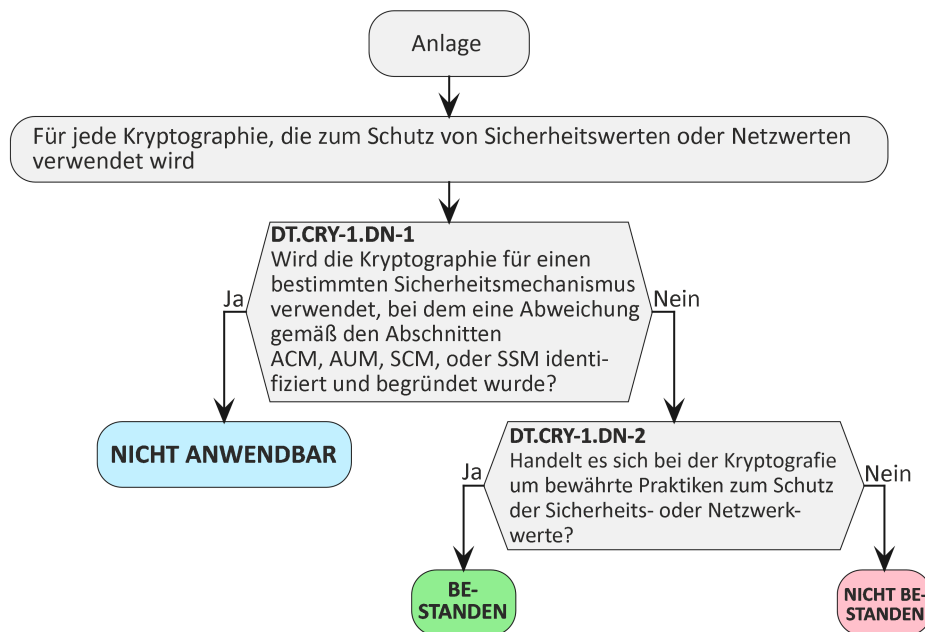 Anlage
Für jede Kryptographie, die zum Schutz von Sicherheitswerten oder Netzwerten
verwendet wird
DT.CRY-1.DN-1
Wird die Kryptographie für einen
bestimmten Sicherheitsmechanismus
verwendet, bei dem eine Abweichung
gemäß den Abschnitten
ACM, AUM, SCM, oder SSM identi-
fiziert und begründet wurde?
Ja
Nein
NICHT ANWENDBAR
DT.CRY-1.DN-2
Handelt es sich bei der Kryptografie
um bewährte Praktiken zum Schutz
der Sicherheits- oder Netzwerk-
werte?
Ja
Nein
BE-
STANDEN
NICHT BE-
STANDEN